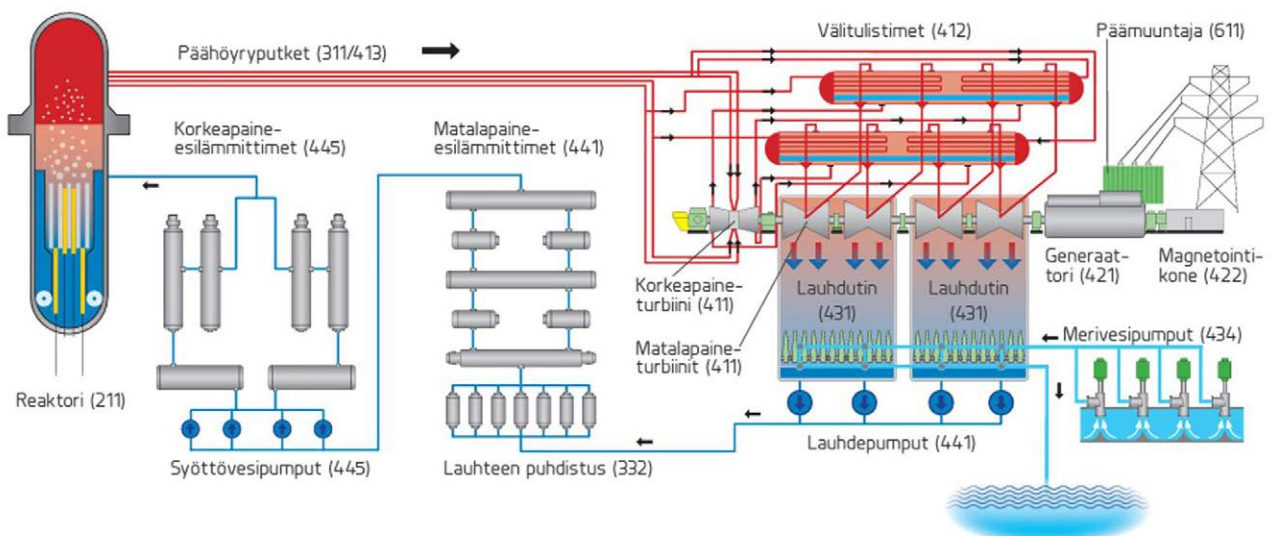 Päähöyryputket (311/413)
Välitulistimet (412)
Päämuuntaja (611)
Korkeapaine-
esilämmittimet (445)
Matalapaine-
esilämmittimet (441)
Korkeapaine-
turbiini (411)
Matalapaine-
turbiinit (411)
Lauhdutin
(431)
Lauhdutin
(431)
Generaat-
tori (421)
Magnetointi-
kone (422)
Merivesipumput (434)
Reaktori (211)
Syöttövesipumput (445)
Lauhteen puhdistus (332)
Lauhdepumput (441)